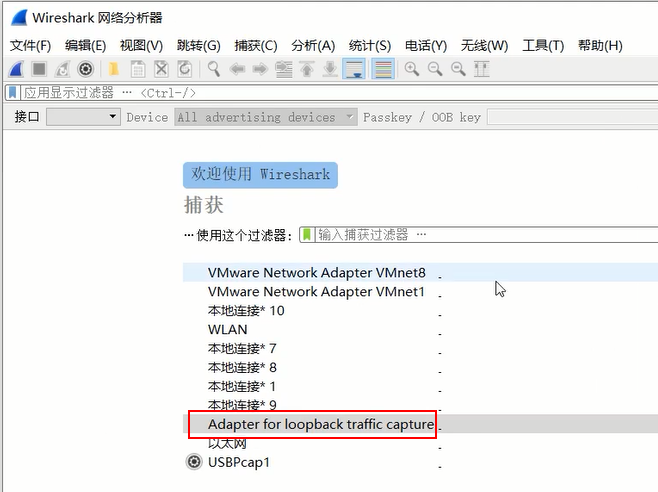 Wireshark 网络分析器
文件(F) 编辑(E) 视图(V) 跳转(G) 捕获(C) 分析(A) 统计(S) 电话(Y) 无线(W) 工具(T) 帮助(H)
应用显示过滤器 … <Ctrl-/>
接口 Device All advertising devices Passkey / OOB key
欢迎使用 Wireshark
捕获
…使用这个过滤器: 输入捕获过滤器 …
VMware Network Adapter VMnet8
VMware Network Adapter VMnet1
本地连接* 10
WLAN
本地连接* 7
本地连接* 8
本地连接* 1
本地连接* 9
Adapter for loopback traffic capture
以太网
USBPcap1